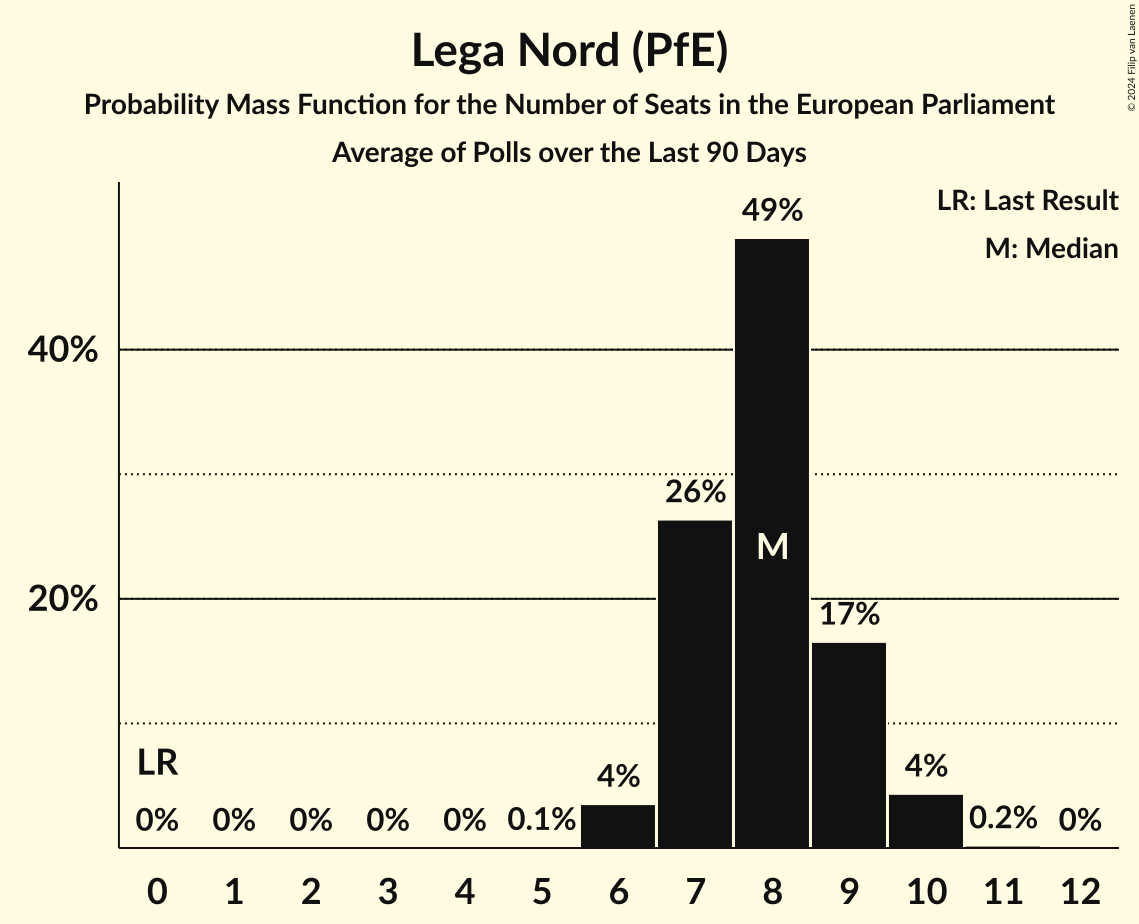 Lega Nord (PfE)
Probability Mass Function for the Number of Seats in the European Parliament
Average of Polls over the Last 90 Days
© 2024 Filip van Laenen
LR: Last Result
M: Median
49%
40%
26%
M
20%
17%
LR
4%
4%
0% 0% 0% 0% 0% 0.1% 0.2% 0%
0 1 2 3 4 5 6 7 8 9 10 11 12